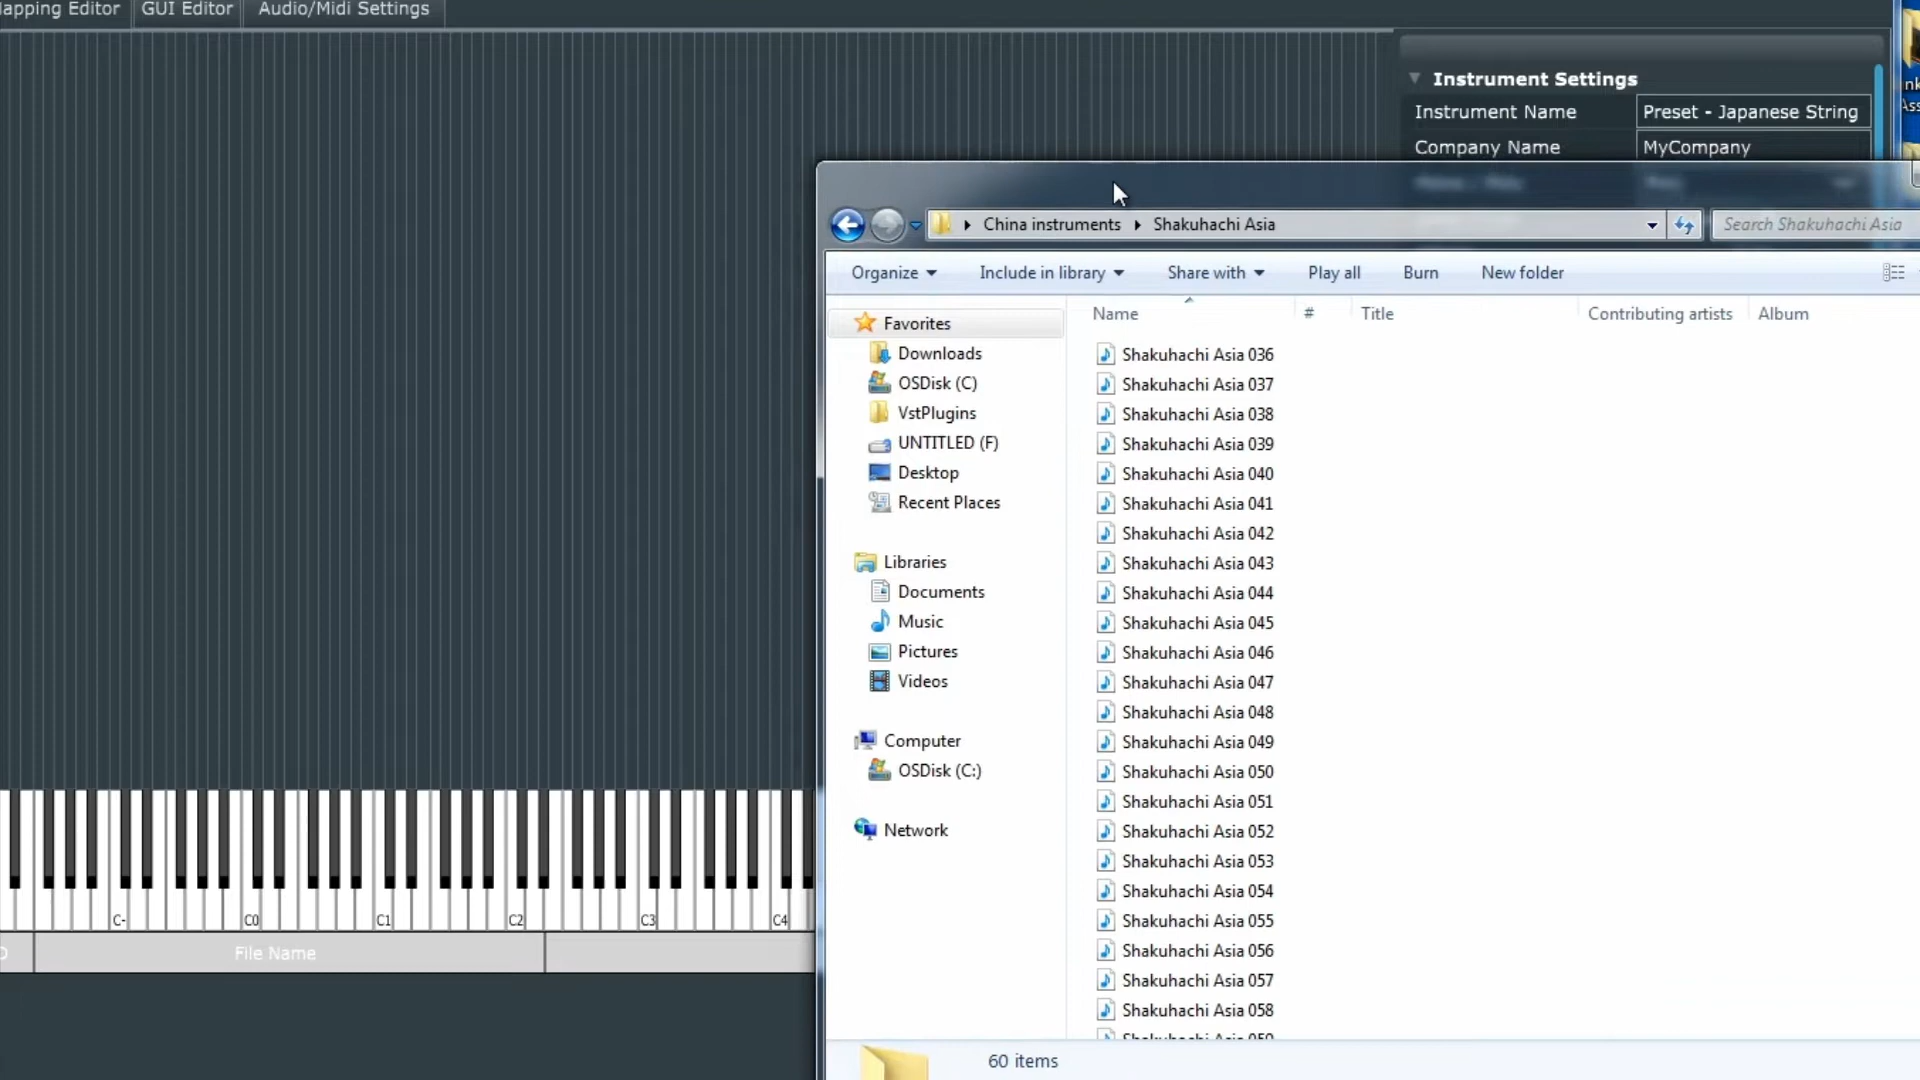 apping Editor
GUI Editor
Audio/Midi Settings
Instrument Settings
Instrument Name
Preset - Japanese String
Company Name
MyCompany
China instruments
Shakuhachi Asia
Search Shakuhachi Asia
Organize
Include in library
Share with
Play all
Burn
New folder
Name
#
Title
Contributing artists
Album
Favorites
Downloads
OSDisk (C)
VstPlugins
UNTITLED (F)
Desktop
Recent Places
Libraries
Documents
Music
Pictures
Videos
Computer
OSDisk (C:)
Network
Shakuhachi Asia 036
Shakuhachi Asia 037
Shakuhachi Asia 038
Shakuhachi Asia 039
Shakuhachi Asia 040
Shakuhachi Asia 041
Shakuhachi Asia 042
Shakuhachi Asia 043
Shakuhachi Asia 044
Shakuhachi Asia 045
Shakuhachi Asia 046
Shakuhachi Asia 047
Shakuhachi Asia 048
Shakuhachi Asia 049
Shakuhachi Asia 050
Shakuhachi Asia 051
Shakuhachi Asia 052
Shakuhachi Asia 053
Shakuhachi Asia 054
Shakuhachi Asia 055
Shakuhachi Asia 056
Shakuhachi Asia 057
Shakuhachi Asia 058
Shakuhachi Asia 059
60 items
C-
C0
C1
C2
C3
C4
File Name